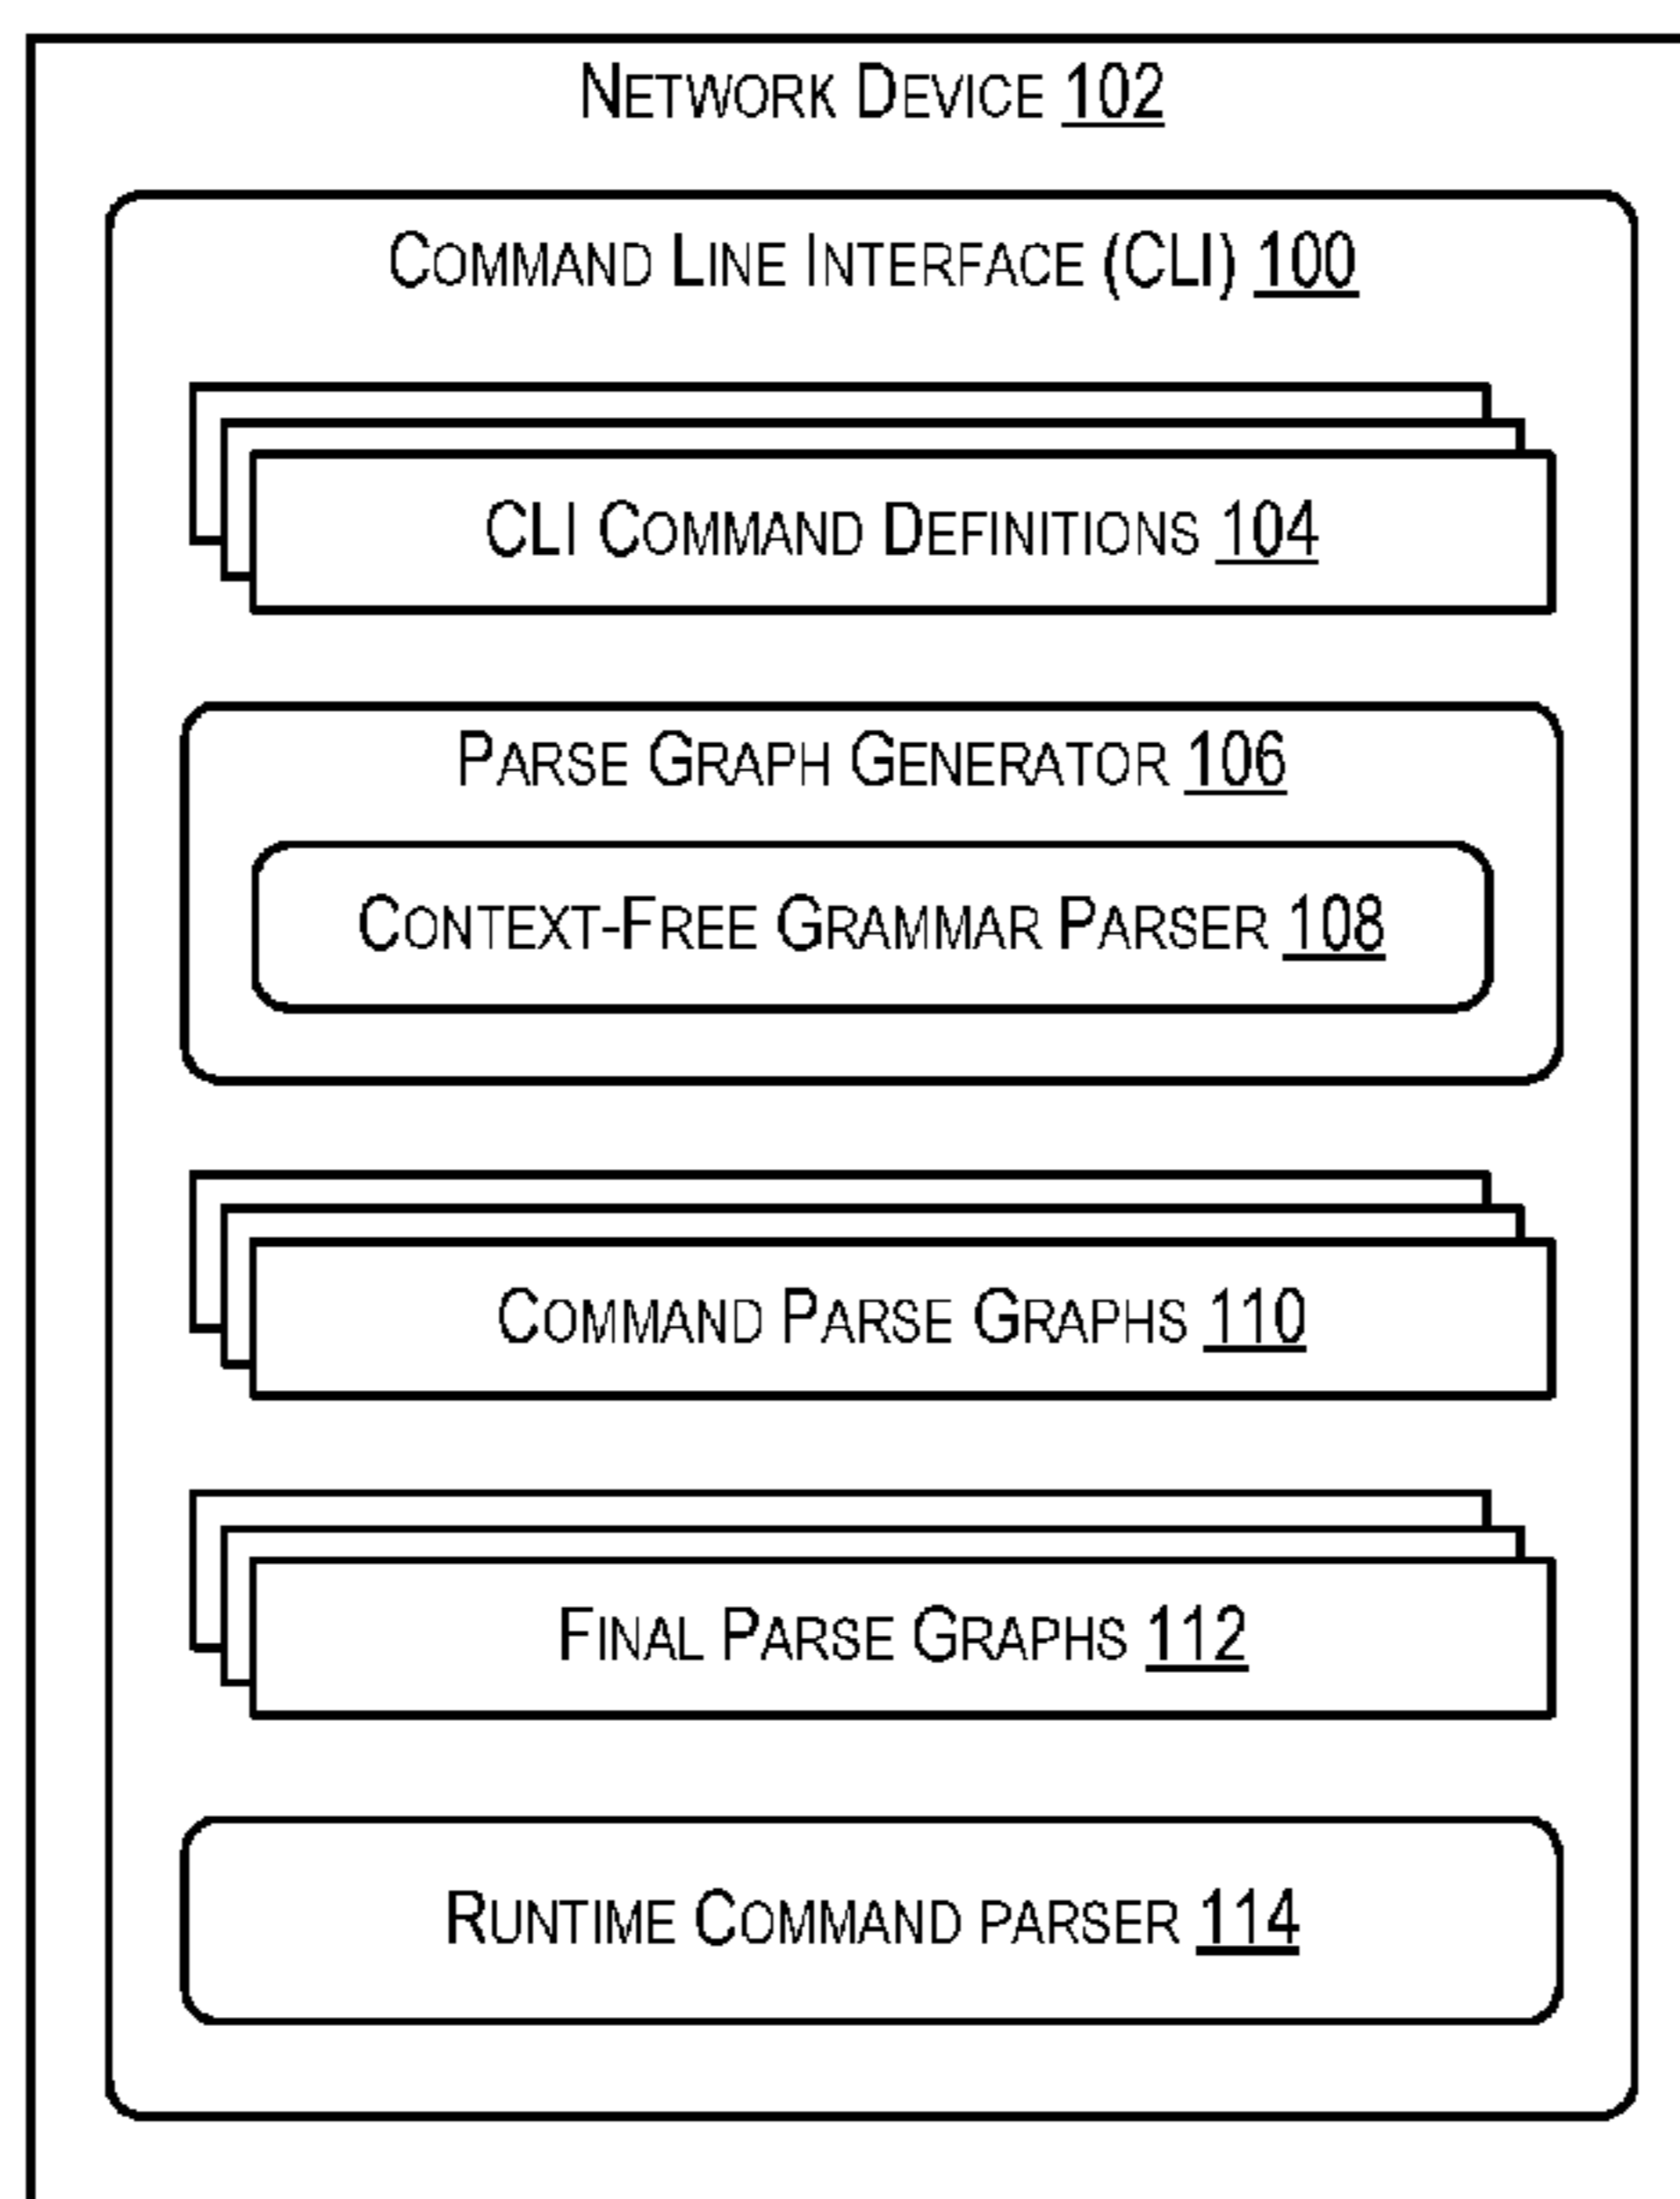 NETWORK DEVICE 102
COMMAND LINE INTERFACE (CLI) 100
CLI COMMAND DEFINITIONS 104
PARSE GRAPH GENERATOR 106
CONTEXT-FREE GRAMMAR PARSER 108
COMMAND PARSE GRAPHS 110
FINAL PARSE GRAPHS 112
RUNTIME COMMAND PARSER 114